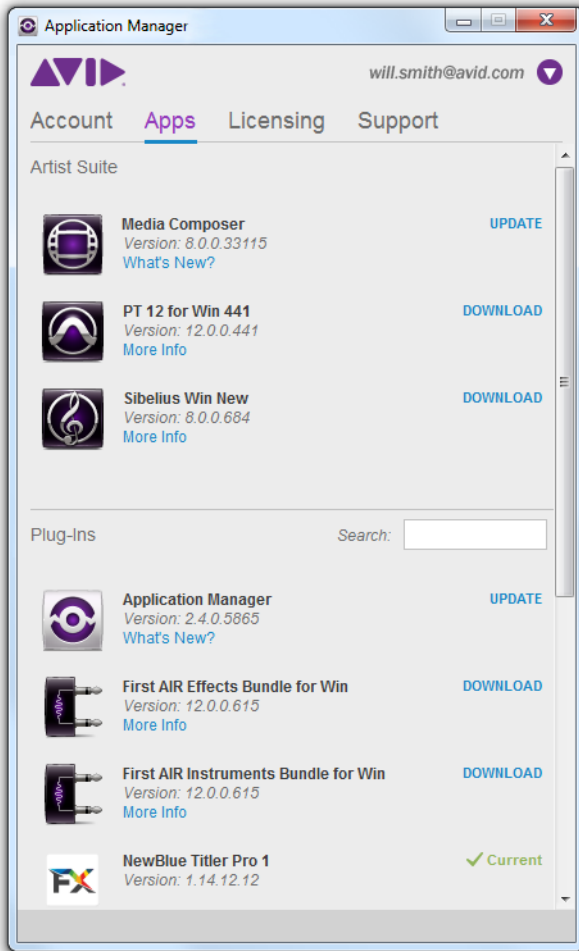 Application Manager
AVID
will.smith@avid.com
Account Apps Licensing Support
Artist Suite
Media Composer UPDATE
Version: 8.0.0.33115
What's New?
PT 12 for Win 441 DOWNLOAD
Version: 12.0.0.441
More Info
Sibelius Win New DOWNLOAD
Version: 8.0.0.684
More Info
Plug-Ins Search:
Application Manager UPDATE
Version: 2.4.0.5865
What's New?
First AIR Effects Bundle for Win DOWNLOAD
Version: 12.0.0.615
More Info
First AIR Instruments Bundle for Win DOWNLOAD
Version: 12.0.0.615
More Info
FX
NewBlue Titler Pro 1 Current
Version: 1.14.12.12